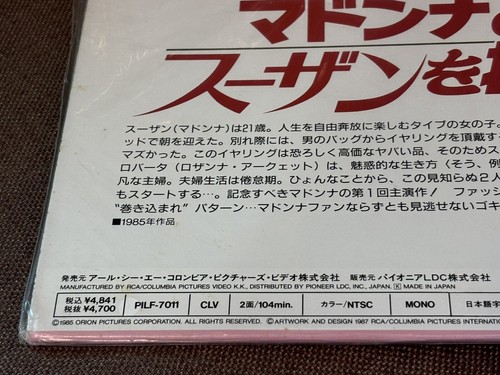 マドンナの
スーザンを
スーザン(マドンナ)は21歳。人生を自由奔放に楽しむタイプの女の子。
ッドで朝を迎えた。別れ際には、男のバッグからイヤリングを頂戴す
マズかった。このイヤリングは恐ろしく高価なヤバい品、そのためス
ロバータ(ロザンナ・アークェット)は、魅惑的な生き方(そう、例
凡な主婦。夫婦生活は倦怠期。ひょんなことから、この見知らぬ2人
もスタートする…。記念すべきマドンナの第1回主演作! ファッシ
"巻き込まれ"パターン…マドンナファンならずとも見逃せないゴキ
■1985年作品
発売元 アール・シー・エー・コロンビア・ピクチャーズ・ビデオ株式会社 販売元 パイオニアLDC株式会社
MANUFACTURED BY RCA/COLUMBIA PICTURES VIDEO K.K., DISTRIBUTED BY PIONEER LDC, INC., JAPAN. K MADE IN JAPAN
税込 ¥4,841
税抜 ¥4,700
PILF-7011 CLV 2面/104min. カラー/NTSC MONO 日本語字
©1985 ORION PICTURES CORPORATION. ALL RIGHTS RESERVED. ©ARTWORK AND DESIGN 1987 RCA/COLUMBIA PICTURES INTERNA